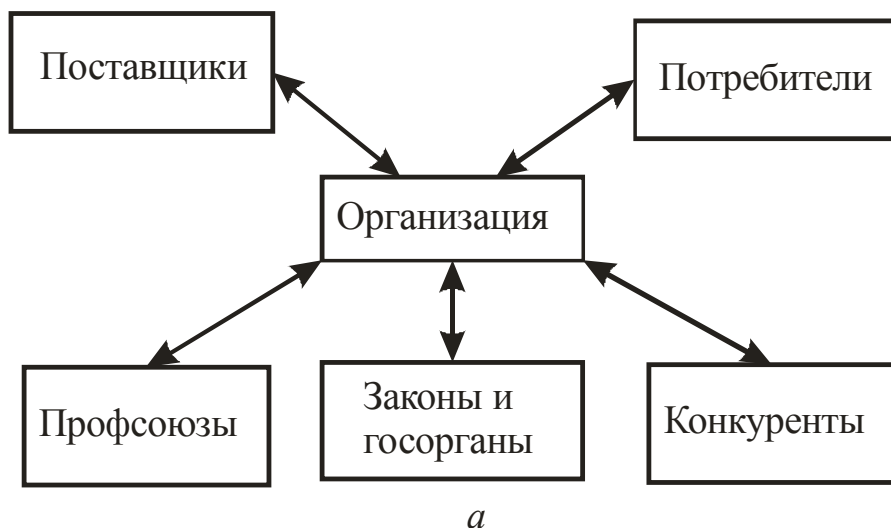 Поставщики
Потребители
Организация
Профсоюзы
Законы и
госорганы
Конкуренты
а